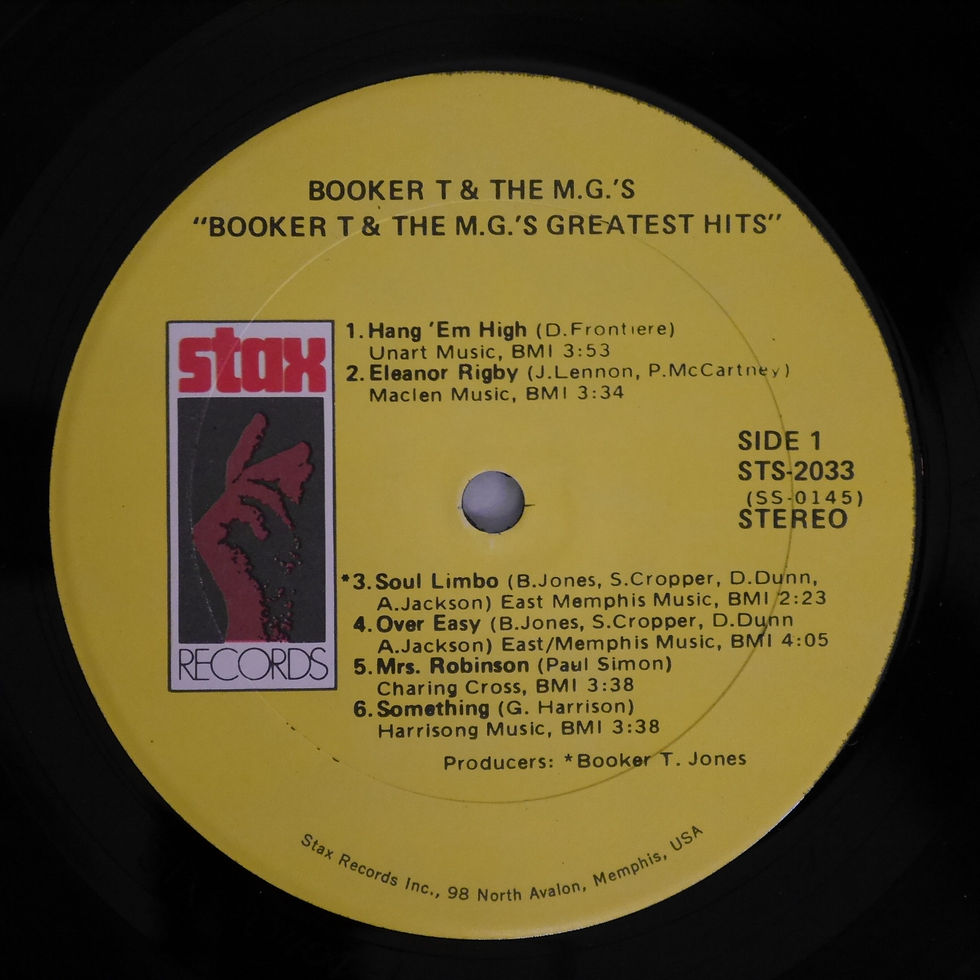 BOOKER T & THE M.G.'S
"BOOKER T & THE M.G.'S GREATEST HITS"
stax
RECORDS
1. Hang 'Em High (D.Frontiere)
Unart Music, BMI 3:53
2. Eleanor Rigby (J.Lennon, P.McCartney)
Maclen Music, BMI 3:34
SIDE 1
STS-2033
(SS-0145)
STEREO
*3. Soul Limbo (B.Jones, S.Cropper, D.Dunn,
A.Jackson) East Memphis Music, BMI 2:23
4. Over Easy (B.Jones, S.Cropper, D.Dunn
A.Jackson) East/Memphis Music, BMI 4:05
5. Mrs. Robinson (Paul Simon)
Charing Cross, BMI 3:38
6. Something (G. Harrison)
Harrisong Music, BMI 3:38
Producers: *Booker T. Jones
Stax Records Inc., 98 North Avalon, Memphis, USA